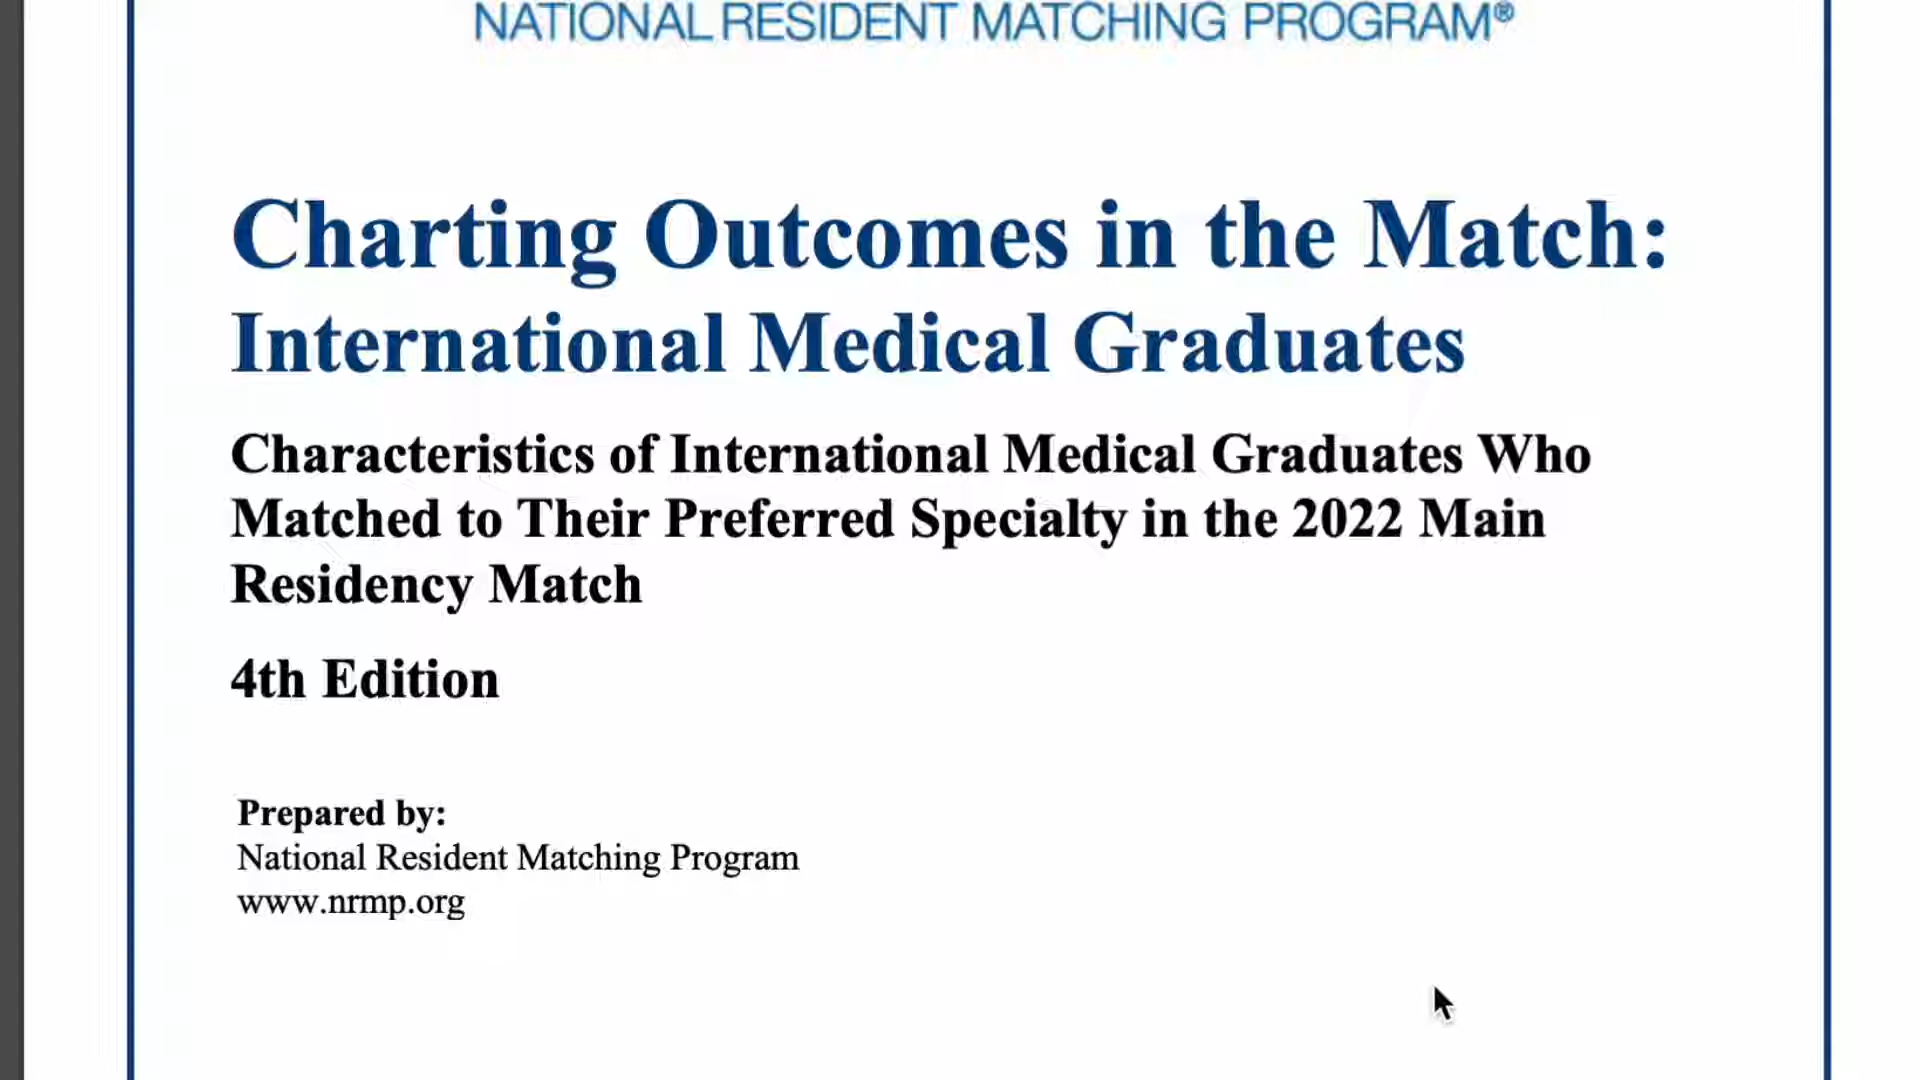 NATIONAL RESIDENT MATCHING PROGRAM®
Charting Outcomes in the Match:
International Medical Graduates
Characteristics of International Medical Graduates Who
Matched to Their Preferred Specialty in the 2022 Main
Residency Match
4th Edition
Prepared by:
National Resident Matching Program
www.nrmp.org